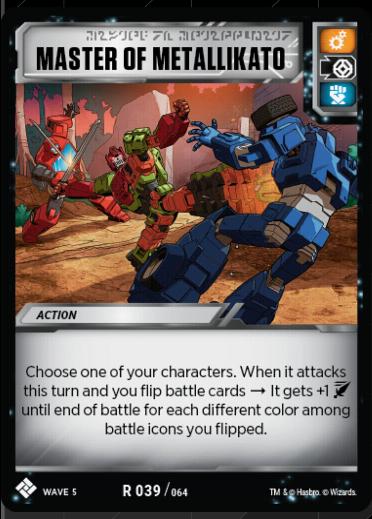 MASTER OF METALLIKATO
ACTION
Choose one of your characters. When it attacks
this turn and you flip battle cards → It gets +1
until end of battle for each different color among
battle icons you flipped.
WAVE 5 R 039 / 064 TM & © Hasbro. © Wizards.